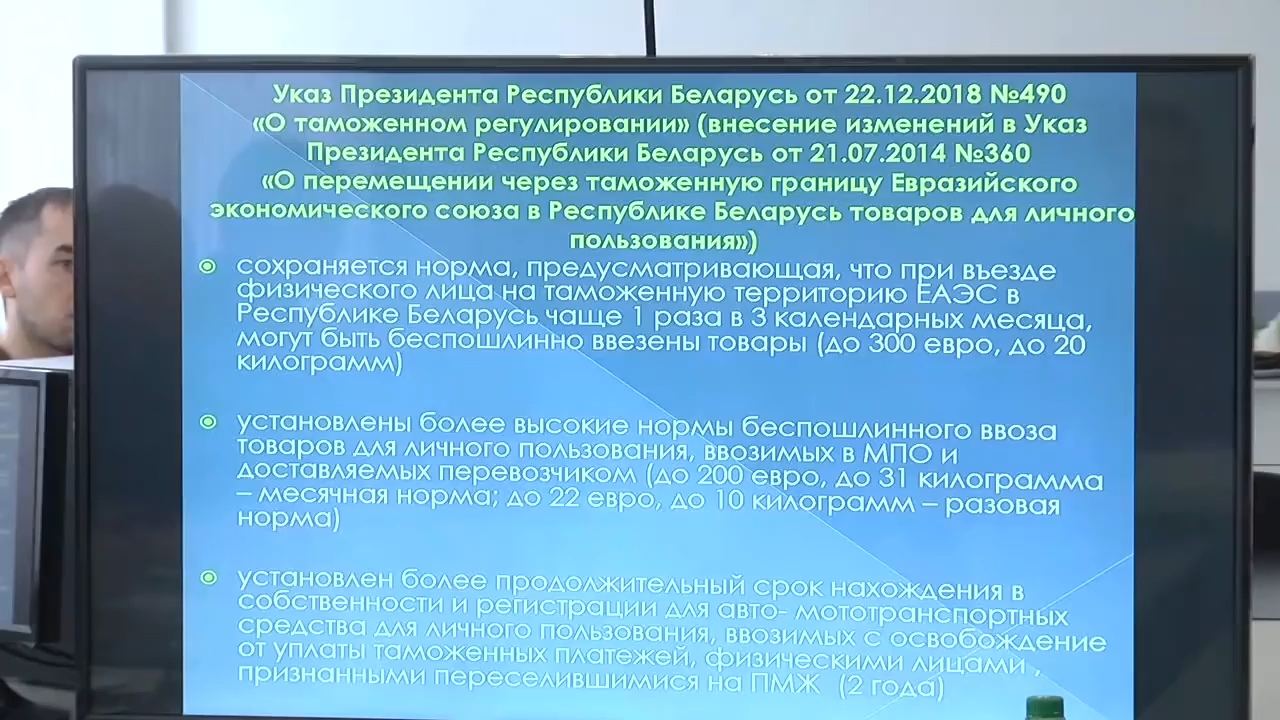 Указ Президента Республики Беларусь от 22.12.2018 №490
«О таможенном регулировании» (внесение изменений в Указ
Президента Республики Беларусь от 21.07.2014 №360
«О перемещении через таможенную границу Евразийского
экономического союза в Республике Беларусь товаров для личного
пользования»)
сохраняется норма, предусматривающая, что при въезде
физического лица на таможенную территорию ЕАЭС в
Республике Беларусь чаще 1 раза в 3 календарных месяца,
могут быть беспошлинно ввезены товары (до 300 евро, до 20
килограмм)
установлены более высокие нормы беспошлинного ввоза
товаров для личного пользования, ввозимых в МПО и
доставляемых перевозчиком (до 200 евро, до 31 килограмма
– месячная норма; до 22 евро, до 10 килограмм – разовая
норма)
установлен более продолжительный срок нахождения в
собственности и регистрации для авто- мототранспортных
средства для личного пользования, ввозимых с освобождение
от уплаты таможенных платежей, физическими лицами ,
признанными переселившимися на ПМЖ (2 года)